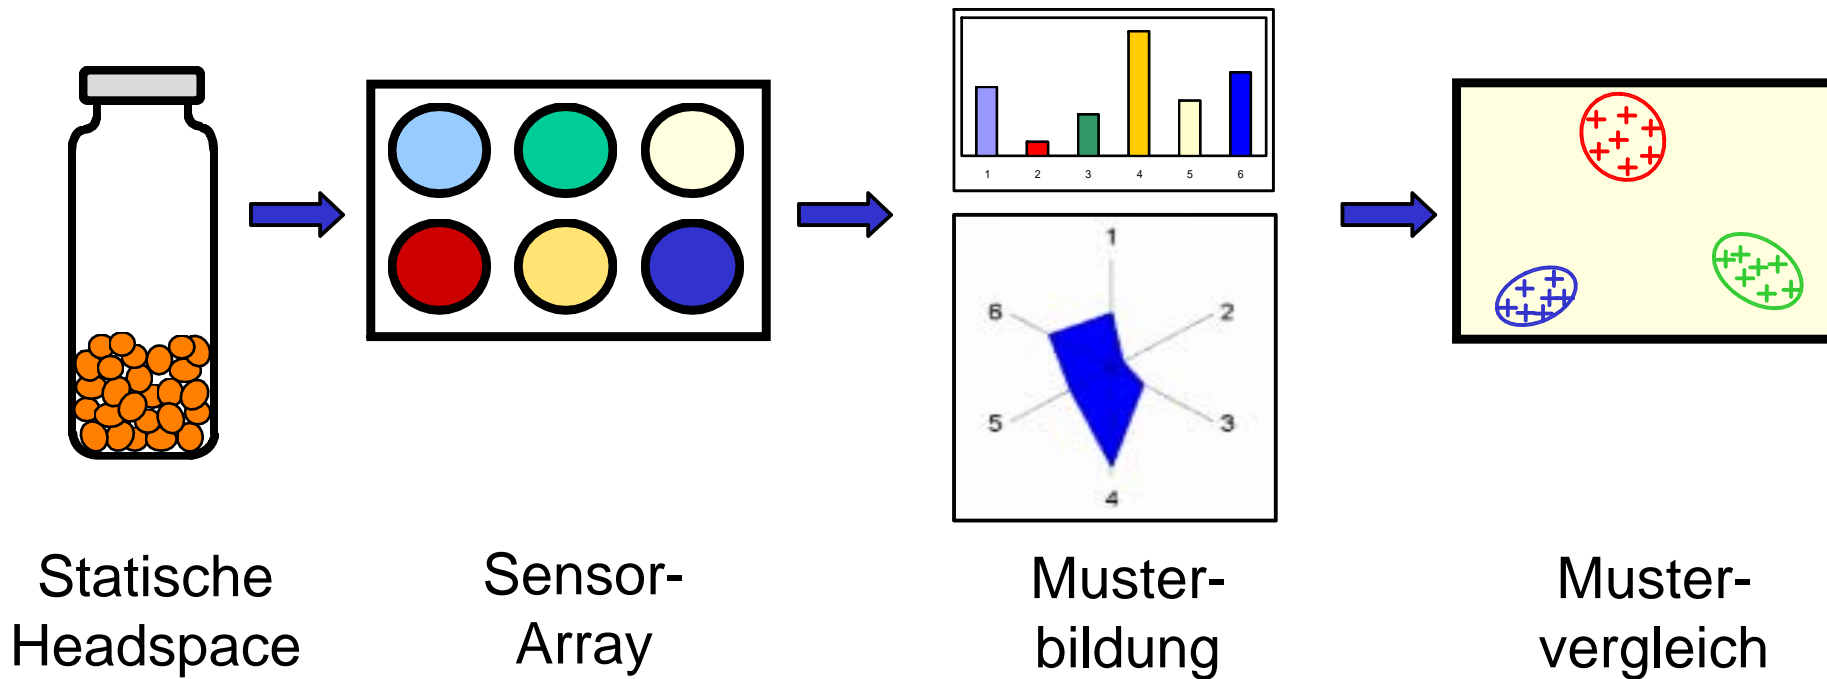 1 2 3 4 5 6
1
6 2
5 3
4
Statische
Headspace
Sensor-
Array
Muster-
bildung
Muster-
vergleich